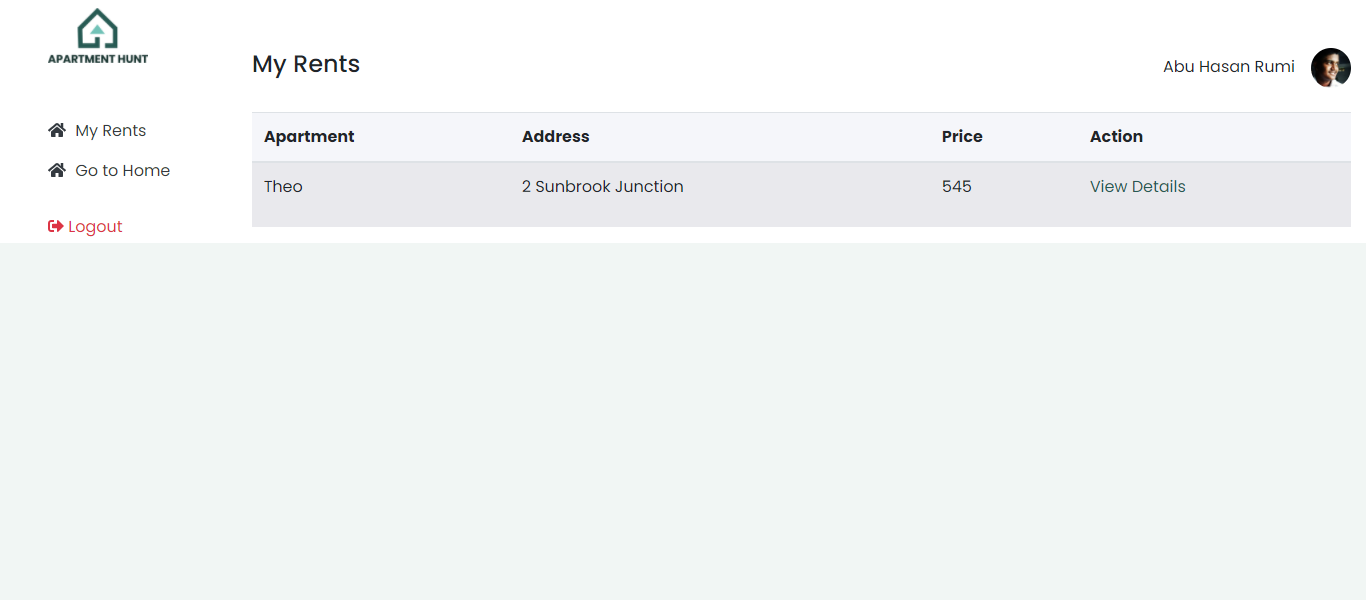 APARTMENT HUNT
My Rents
Go to Home
Logout
My Rents
Abu Hasan Rumi
Apartment Address Price Action
Theo 2 Sunbrook Junction 545 View Details